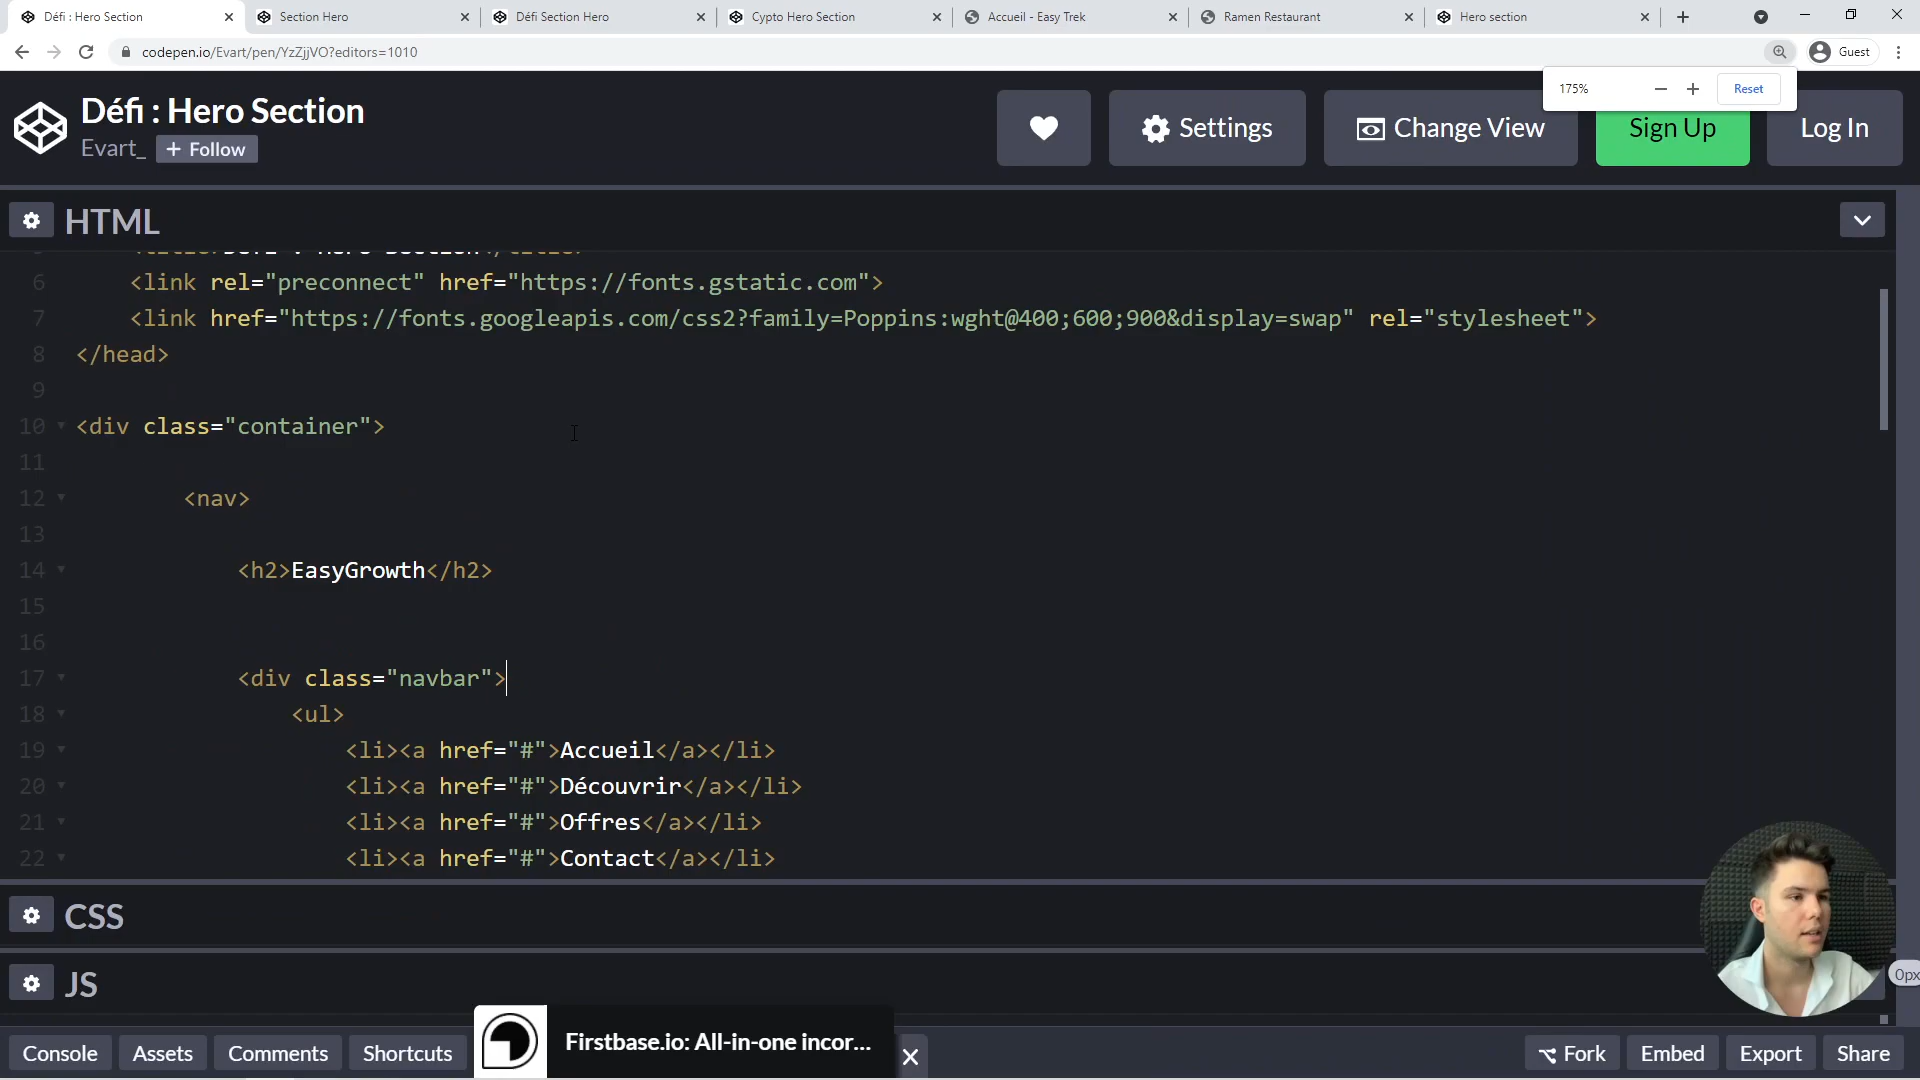 Défi : Hero Section
Section Hero
Défi Section Hero
Cypto Hero Section
Accueil - Easy Trek
Ramen Restaurant
Hero section
codepen.io/Evart/pen/YzZjjVO?editors=1010
Guest
175%
Reset
Défi : Hero Section
Evart_
+ Follow
Settings
Change View
Sign Up
Log In
HTML
6 <link rel="preconnect" href="https://fonts.gstatic.com">
7 <link href="https://fonts.googleapis.com/css2?family=Poppins:wght@400;600;900&display=swap" rel="stylesheet">
8 </head>
9
10 <div class="container">
11
12 <nav>
13
14 <h2>EasyGrowth</h2>
15
16
17 <div class="navbar">
18 <ul>
19 <li><a href="#">Accueil</a></li>
20 <li><a href="#">Découvrir</a></li>
21 <li><a href="#">Offres</a></li>
22 <li><a href="#">Contact</a></li>
CSS
JS
0px
Firstbase.io: All-in-one incor...
Console
Assets
Comments
Shortcuts
Fork
Embed
Export
Share